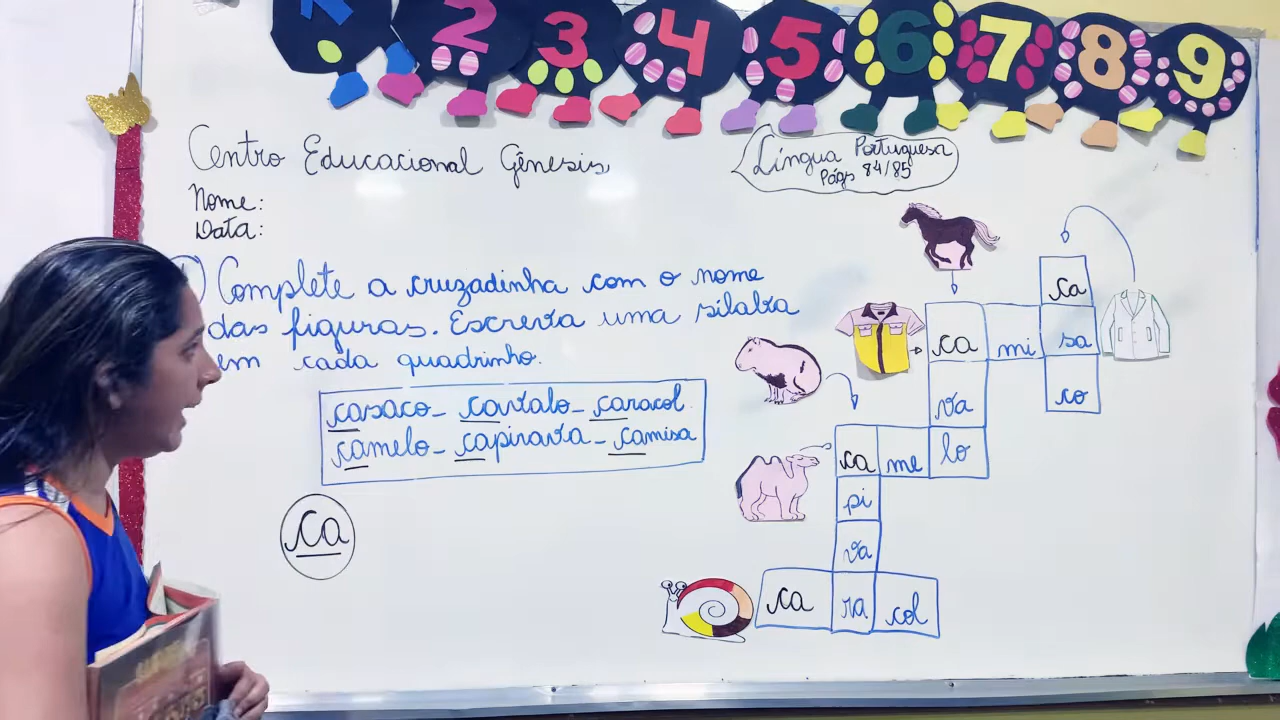 1 2 3 4 5 6 7 8 9
Centro Educacional Gênesis
Língua Portuguesa
Págs 84/85
Nome:
Data:
) Complete a cruzadinha com o nome
das figuras. Escreva uma sílaba
em cada quadrinho.
casaco - cavalo - caracol
camelo - capirava - camisa
ca
ca
ca mi sa
va co
ca me lo
pi
va
ca ra col